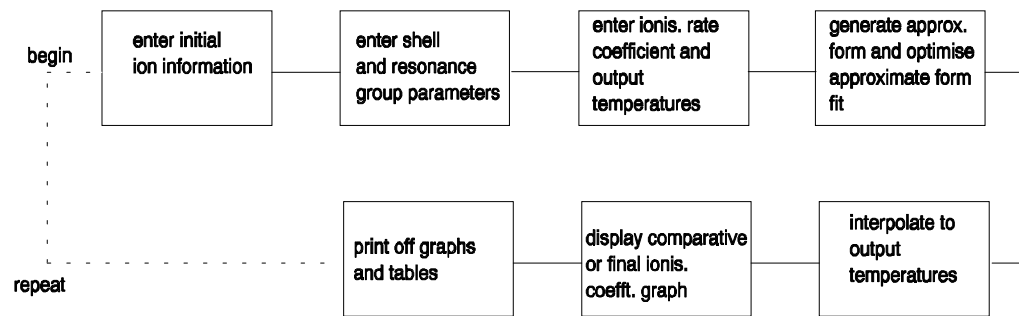 begin
enter initial
ion information
enter shell
and resonance
group parameters
enter ionis. rate
coefficient and
output
temperatures
generate approx.
form and optimise
approximate form
fit
repeat
print off graphs
and tables
display comparative
or final ionis.
coefft. graph
interpolate to
output
temperatures